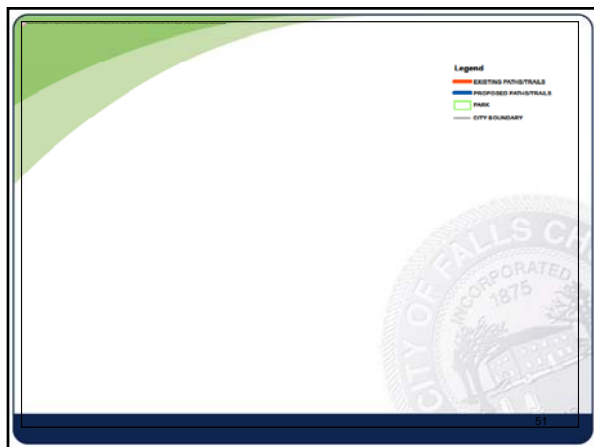 Legend
EXISTING PATHS/TRAILS
PROPOSED PATHS/TRAILS
PARK
CITY BOUNDARY
CITY OF FALLS CH
INCORPORATED
1875
51